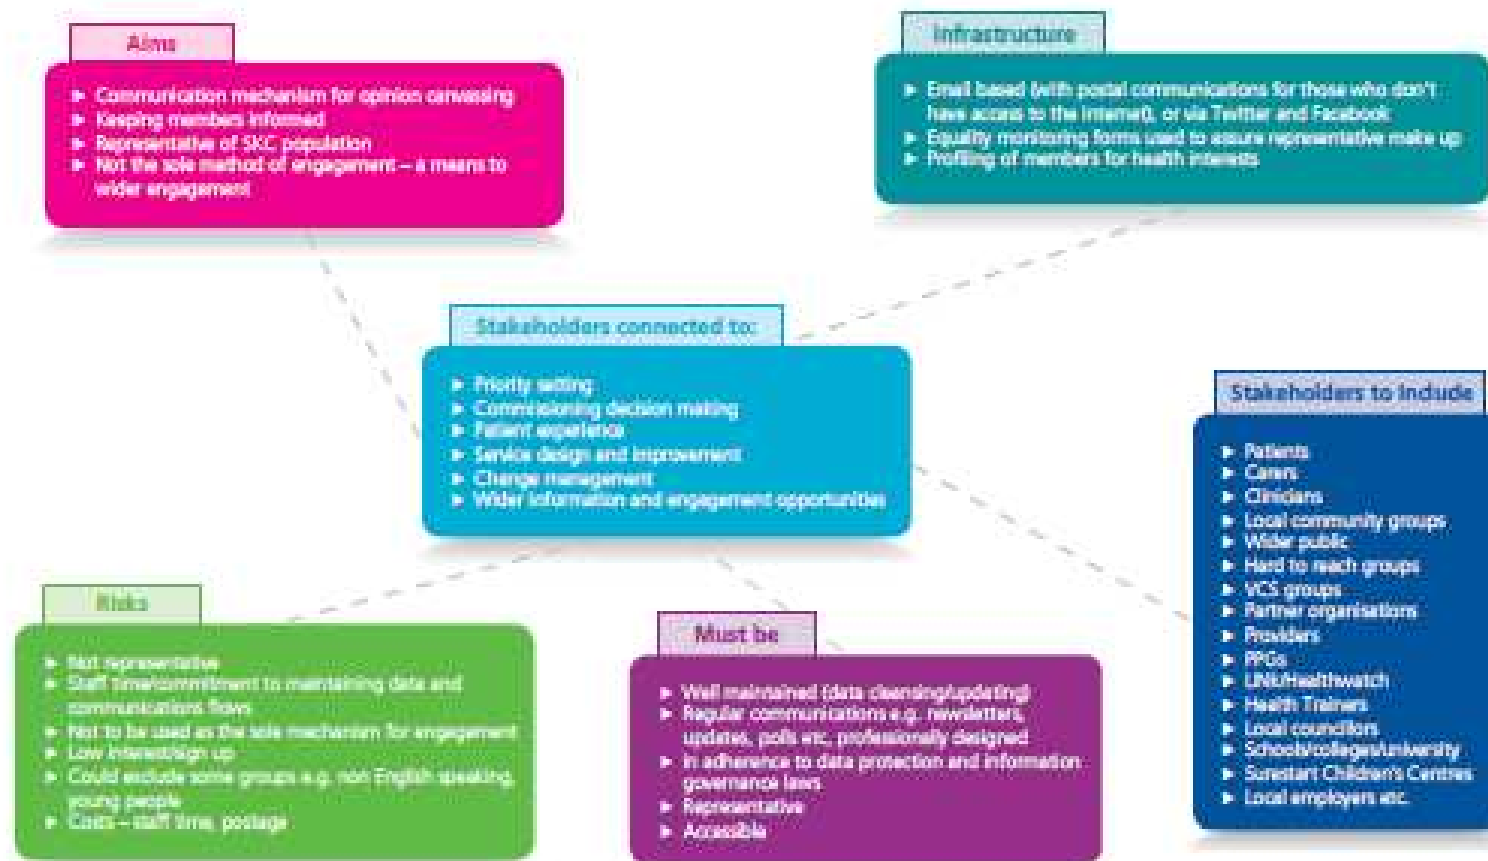 Aims
► Communication mechanism for opinion canvassing
► Keeping members informed
► Representative of SKC population
► Not the sole method of engagement – a means to
wider engagement
Infrastructure
► Email based (with postal communications for those who don't
have access to the internet), or via Twitter and Facebook
► Equality monitoring forms used to assure representative make up
► Profiling of members for health interests
Stakeholders connected to:
► Priority setting
► Commissioning decision making
► Patient experience
► Service design and improvement
► Change management
► Wider information and engagement opportunities
Stakeholders to include
► Patients
► Carers
► Clinicians
► Local community groups
► Wider public
► Hard to reach groups
► VCS groups
► Partner organisations
► Providers
► PPGs
► LINk/Healthwatch
► Health Trainers
► Local councillors
► Schools/colleges/university
► Surestart Children's Centres
► Local employers etc.
Risks
► Not representative
► Staff time/commitment to maintaining data and
communications flows
► Not to be used as the sole mechanism for engagement
► Low interest/sign up
► Could exclude some groups e.g. non English speaking,
young people
► Costs – staff time, postage
Must be
► Well maintained (data cleansing/updating)
► Regular communications e.g. newsletters,
updates, polls etc, professionally designed
► In adherence to data protection and information
governance laws
► Representative
► Accessible